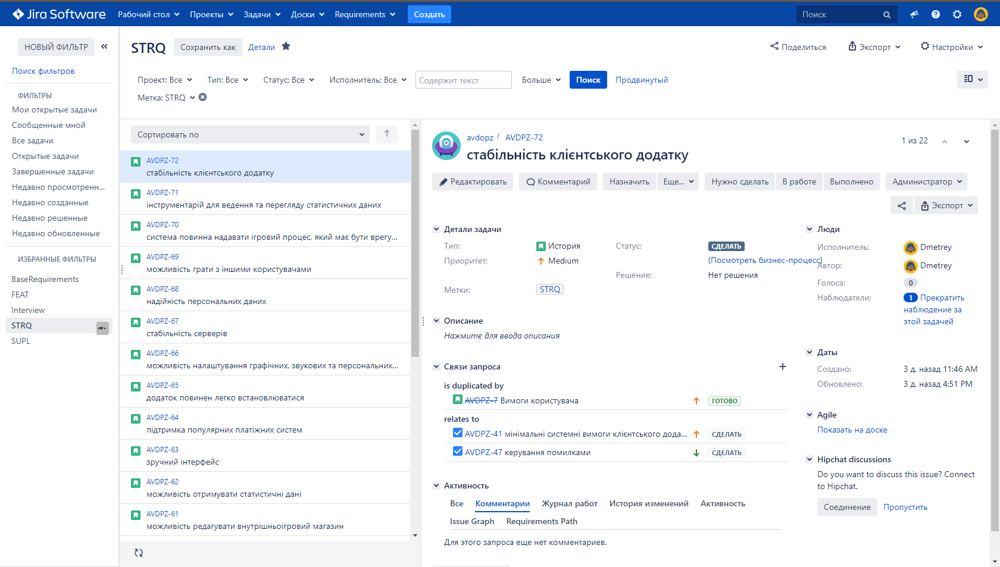 Jira Software Рабочий стол Проекты Задачи Доски Requirements Создать Поиск
НОВЫЙ ФИЛЬТР
Поиск фильтров
ФИЛЬТРЫ
Мои открытые задачи
Сообщенные мной
Все задачи
Открытые задачи
Завершенные задачи
Недавно просмотренн...
Недавно созданные
Недавно решенные
Недавно обновленные
ИЗБРАННЫЕ ФИЛЬТРЫ
BaseRequirements
FEAT
Interview
STRQ
SUPL
STRQ Сохранить как Детали Поделиться Экспорт Настройки
Проект: Все Тип: Все Статус: Все Исполнитель: Все Содержит текст Больше Поиск Продвинутый
Метка: STRQ
Сортировать по
AVDPZ-72
стабільність клієнтського додатку
AVDPZ-71
інструментарій для ведення та перегляду статистичних даних
AVDPZ-70
система повинна надавати ігровий процес, який має бути врегу...
AVDPZ-69
можливість грати з іншими користувачами
AVDPZ-68
надійність персональних даних
AVDPZ-67
стабільність серверів
AVDPZ-66
можливість налаштування графічних, звукових та персональних...
AVDPZ-65
додаток повинен легко встановлюватися
AVDPZ-64
підтримка популярних платіжних систем
AVDPZ-63
зручний інтерфейс
AVDPZ-62
можливість отримувати статистичні дані
AVDPZ-61
можливість редагувати внутрішньоігровий магазин
avdopz / AVDPZ-72 1 из 22
стабільність клієнтського додатку
Редактировать Комментарий Назначить Еще... Нужно сделать В работе Выполнено Администратор
Экспорт
Детали задачи
Тип: История Статус: СДЕЛАТЬ
(Посмотреть бизнес-процесс)
Приоритет: Medium
Решение: Нет решения
Метки: STRQ
Описание
Нажмите для ввода описания
Связи запроса
is duplicated by
AVDPZ-7 Вимоги користувача ГОТОВО
relates to
AVDPZ-41 мінімальні системні вимоги клієнтського дода... СДЕЛАТЬ
AVDPZ-47 керування помилками СДЕЛАТЬ
Активность
Все Комментарии Журнал работ История изменений Активность
Issue Graph Requirements Path
Для этого запроса еще нет комментариев.
Люди
Исполнитель: Dmetrey
Автор: Dmetrey
Голоса: 0
Наблюдатели: 1 Прекратить
наблюдение за
этой задачей
Даты
Создано: 3 д. назад 11:46 AM
Обновлено: 3 д. назад 4:51 PM
Agile
Показать на доске
Hipchat discussions
Do you want to discuss this issue? Connect
to Hipchat.
Соединение Пропустить